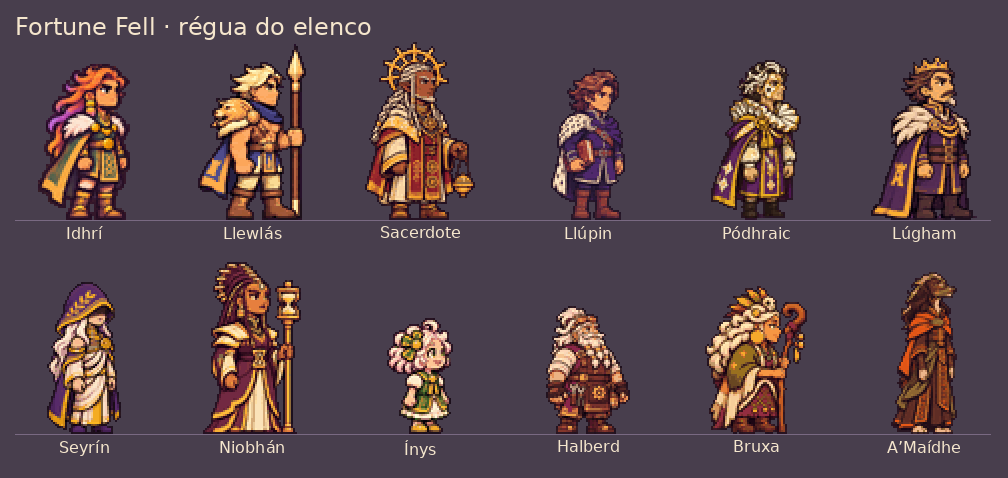 Fortune Fell · régua do elenco
Idhrí Llewlás Sacerdote Llúpin Pódhraic Lúgham
Seyrín Niobhán Ínys Halberd Bruxa A’Maídhe